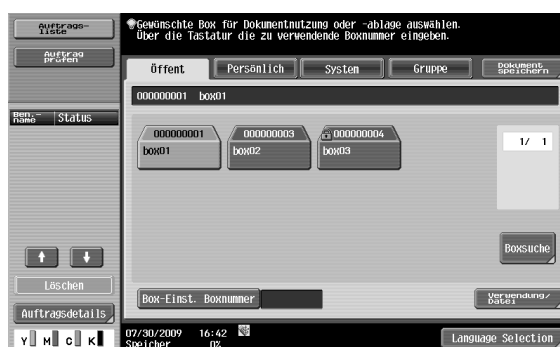 Auftrags-
liste
Auftrag
prüfen
Ben.-
name
Status
Löschen
Auftragsdetails
Y M C K
Gewünschte Box für Dokumentnutzung oder -ablage auswählen.
Über die Tastatur die zu verwendende Boxnummer eingeben.
Öffent
Persönlich
System
Gruppe
Dokument
speichern
000000001 box01
000000001
box01
000000003
box02
000000004
box03
1/ 1
Boxsuche
Box-Einst. Boxnummer
Verwendung/
Datei
07/30/2009 16:42
Speicher 0%
Language Selection